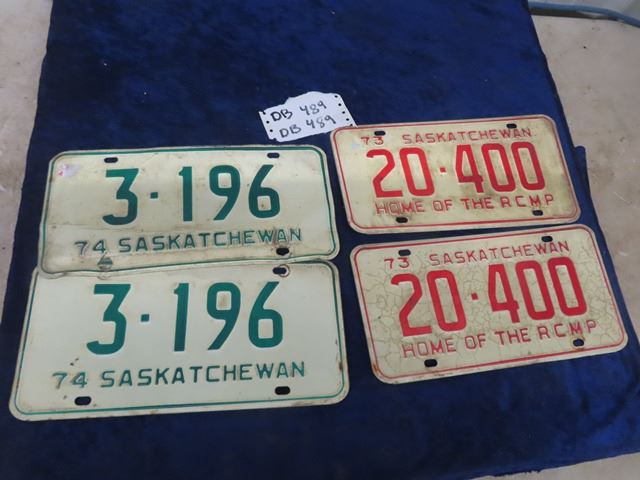 DB 489
DB 489
3·196
74 SASKATCHEWAN
3·196
74 SASKATCHEWAN
73 SASKATCHEWAN
20·400
HOME OF THE RCMP
73 SASKATCHEWAN
20·400
HOME OF THE RCMP